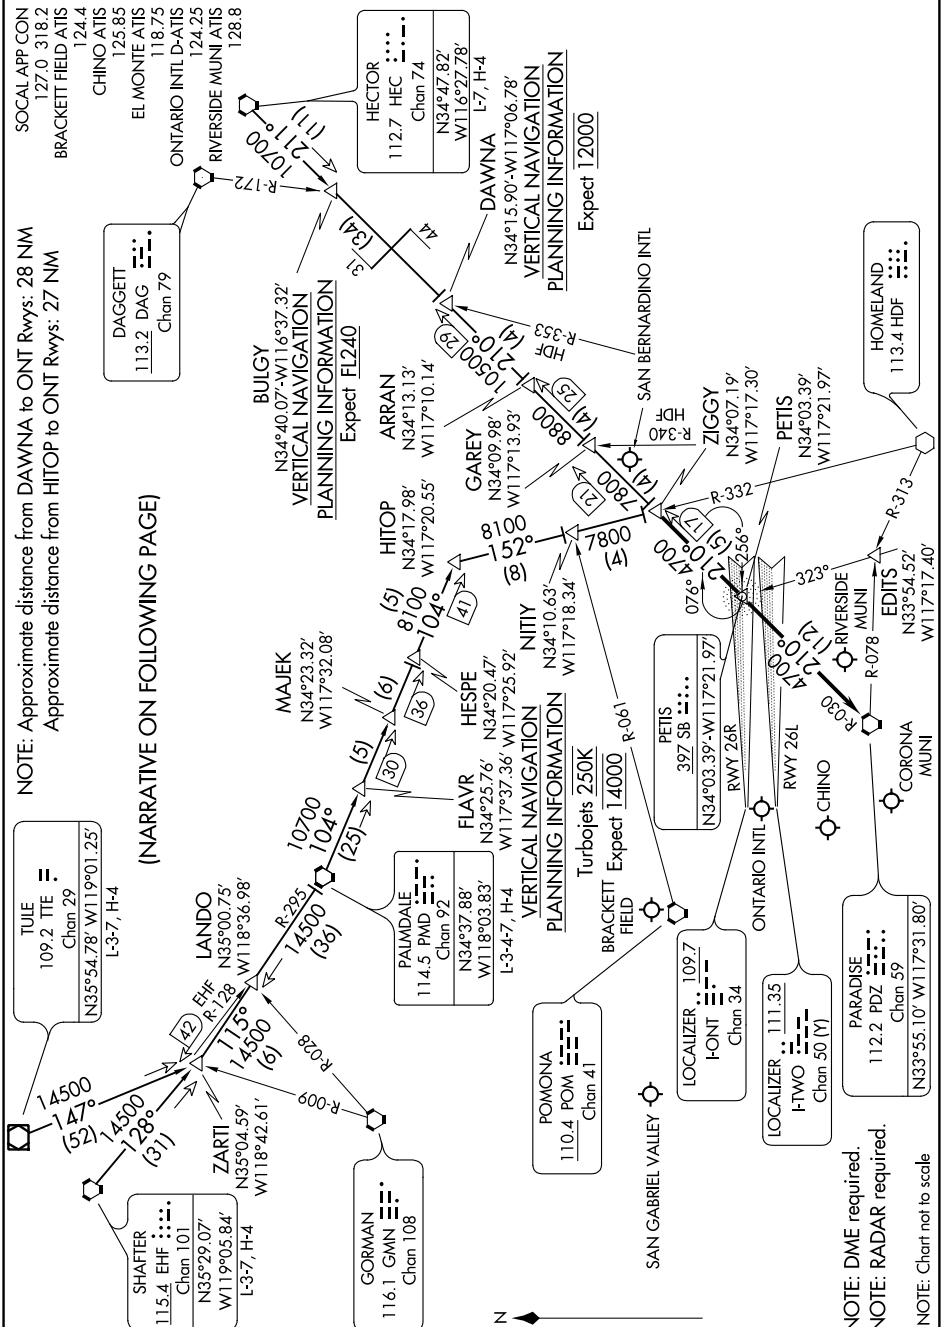 SOCAL APP CON
127.0 318.2
BRACKETT FIELD ATIS
124.4
CHINO ATIS
125.85
EL MONTE ATIS
118.75
ONTARIO INTL D-ATIS
124.25
RIVERSIDE MUNI ATIS
128.8
NOTE: Approximate distance from DAWNA to ONT Rwys: 28 NM
Approximate distance from HITOP to ONT Rwys: 27 NM
(NARRATIVE ON FOLLOWING PAGE)
TULE
109.2 TTE
Chan 29
N35°54.78' W119°01.25'
L-3-7, H-4
14500
147°
(52)
SHAFTER
115.4 EHF
Chan 101
N35°29.07'
W119°05.84'
L-3-7, H-4
14500
128°
(31)
ZARTI
N35°04.59'
W118°42.61'
42
EHF
R-128
115°
14500
(6)
LANDO
N35°00.75'
W118°36.98'
R-028
R-009
GORMAN
116.1 GMN
Chan 108
R-295
14500
(36)
PALMDALE
114.5 PMD
Chan 92
N34°37.88'
W118°03.83'
L-3-4-7, H-4
10700
104°
(25)
FLAVR
N34°25.76'
W117°37.36'
30
(5)
MAJEK
N34°23.32'
W117°32.08'
36
(6)
HESPE
N34°20.47'
W117°25.92'
VERTICAL NAVIGATION
PLANNING INFORMATION
Turbojets 250K
Expect 14000
(5)
8100
104°
41
HITOP
N34°17.98'
W117°20.55'
8100
152°
(8)
NITIY
N34°10.63'
W117°18.34'
7800
(4)
R-061
BRACKETT
FIELD
POMONA
110.4 POM
Chan 41
HECTOR
112.7 HEC
Chan 74
N34°47.82'
W116°27.78'
L-7, H-4
10700
211°
(11)
R-172
DAGGETT
113.2 DAG
Chan 79
BULGY
N34°40.07'-W116°37.32'
VERTICAL NAVIGATION
PLANNING INFORMATION
Expect FL240
(34)
31
44
DAWNA
N34°15.90'-W117°06.78'
VERTICAL NAVIGATION
PLANNING INFORMATION
Expect 12000
29
10500
210°
(4)
HDF
R-353
ARRAN
N34°13.13'
W117°10.14'
25
8800
(4)
GAREY
N34°09.98'
W117°13.93'
SAN BERNARDINO INTL
R-340
HDF
21
7800
(4)
ZIGGY
N34°07.19'
W117°17.30'
17
4700
210°
(5)
PETIS
N34°03.39'
W117°21.97'
256°
076°
R-332
HOMELAND
113.4 HDF
R-313
323°
EDITS
N33°54.52'
W117°17.40'
R-078
RIVERSIDE
MUNI
4700
210°
(12)
R-030
PETIS
397 SB
N34°03.39'-W117°21.97'
RWY 26R
RWY 26L
ONTARIO INTL
CHINO
CORONA
MUNI
LOCALIZER 109.7
I-ONT
Chan 34
LOCALIZER 111.35
I-TWO
Chan 50 (Y)
PARADISE
112.2 PDZ
Chan 59
N33°55.10' W117°31.80'
SAN GABRIEL VALLEY
N
NOTE: DME required.
NOTE: RADAR required.
NOTE: Chart not to scale